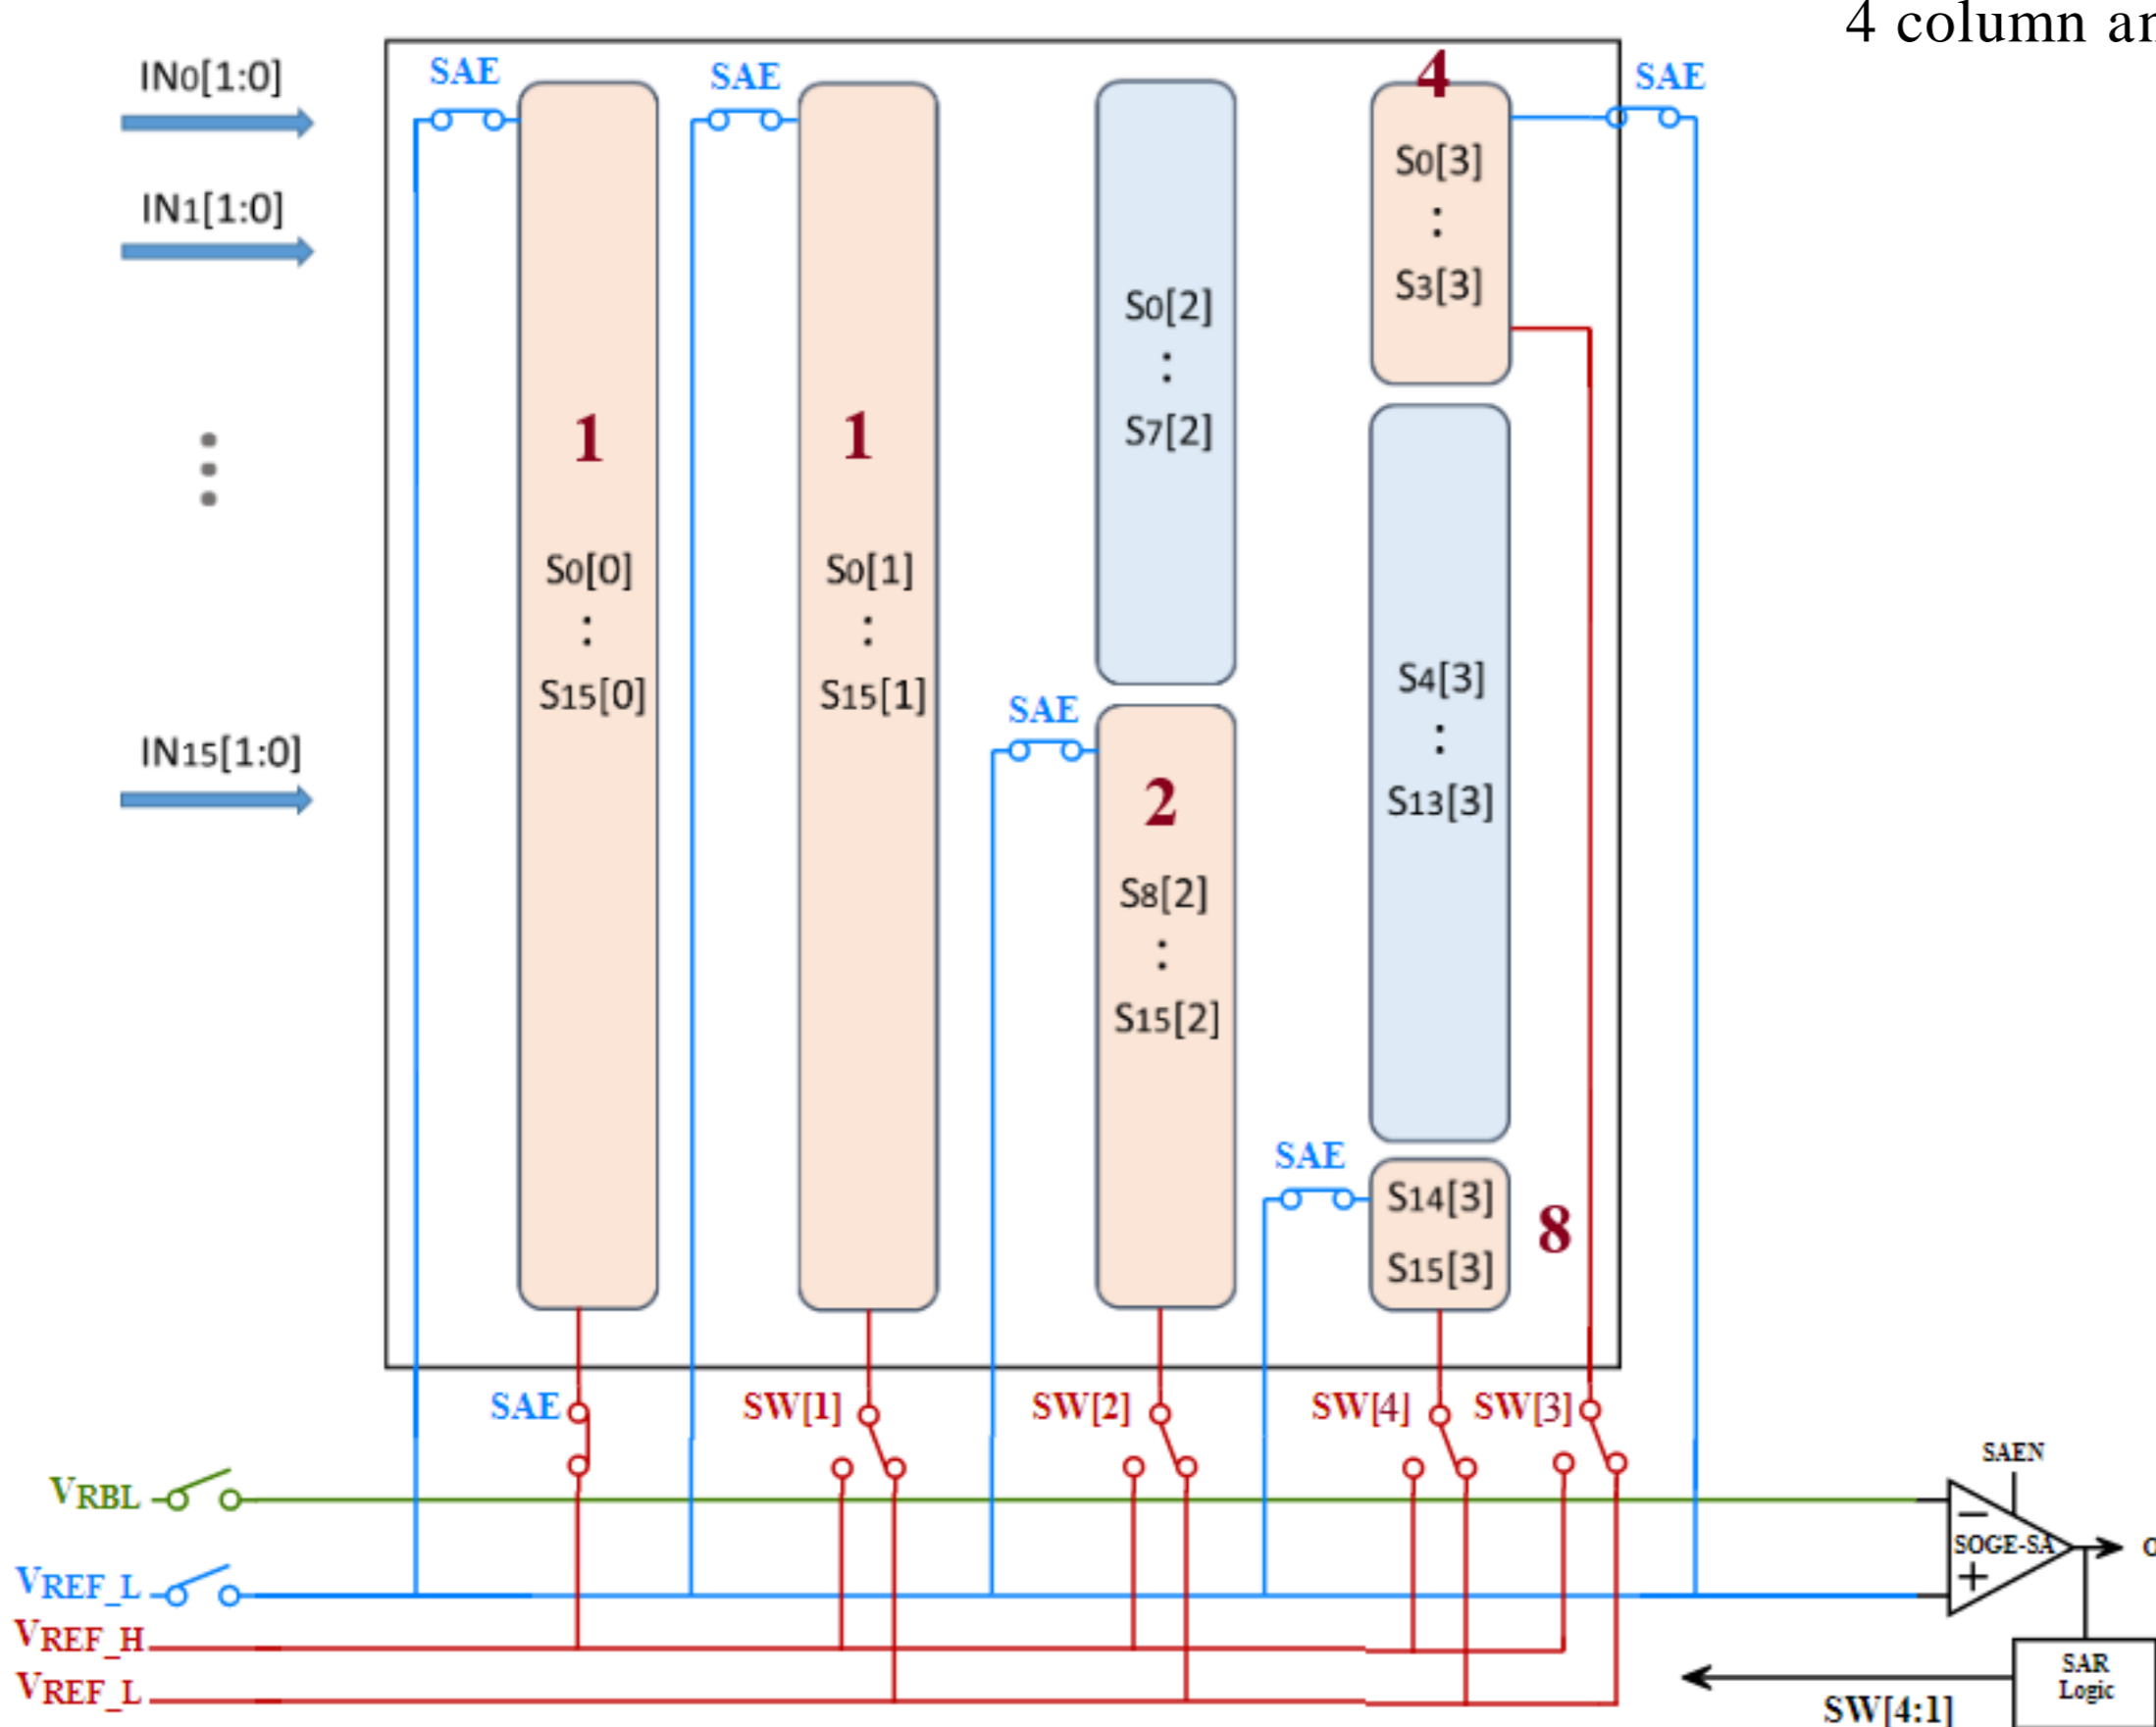 4 column an
SAE
SAE
4
SAE
IN0[1:0]
S0[3]
:
S3[3]
IN1[1:0]
S0[2]
:
S7[2]
1
1
S0[0]
:
S15[0]
S0[1]
:
S15[1]
S4[3]
:
S13[3]
SAE
IN15[1:0]
2
S8[2]
:
S15[2]
SAE
S14[3]
S15[3]
8
SAE
SW[1]
SW[2]
SW[4]
SW[3]
SAEN
VRBL
SOGE-SA
−
+
VREF_L
VREF_H
VREF_L
SAR
Logic
SW[4:1]